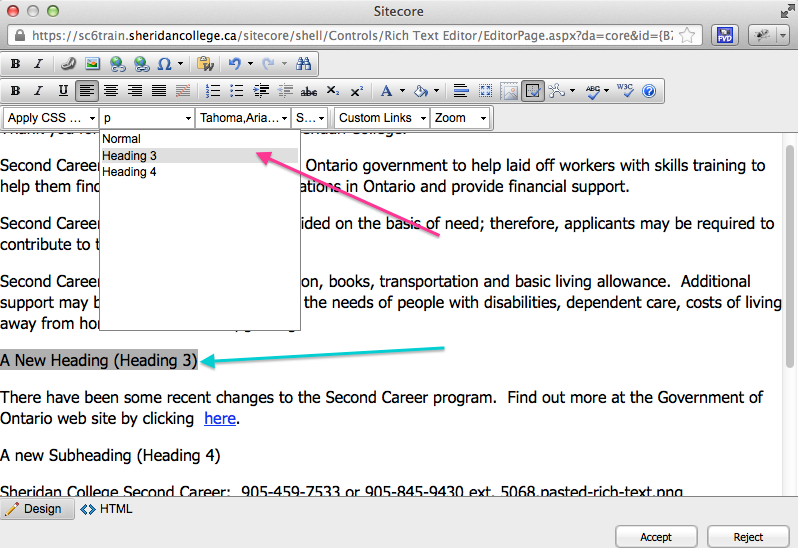 Sitecore
https://sc6train.sheridancollege.ca/sitecore/shell/Controls/Rich Text Editor/EditorPage.aspx?da=core&id={B7
FVD
B I Ω
B I U abc x₂ x² A ABC W3C ?
Apply CSS ... p Tahoma,Aria... S... Custom Links Zoom
Normal
Heading 3
Heading 4
Second Career Ontario government to help laid off workers with skills training to
help them find ations in Ontario and provide financial support.
Second Career ided on the basis of need; therefore, applicants may be required to
contribute to t
Second Career on, books, transportation and basic living allowance. Additional
support may b the needs of people with disabilities, dependent care, costs of living
away from hom
A New Heading (Heading 3)
There have been some recent changes to the Second Career program. Find out more at the Government of
Ontario web site by clicking here.
A new Subheading (Heading 4)
Sheridan College Second Career: 905-459-7533 or 905-845-9430 ext. 5068.pasted-rich-text.png
Design HTML
Accept Reject